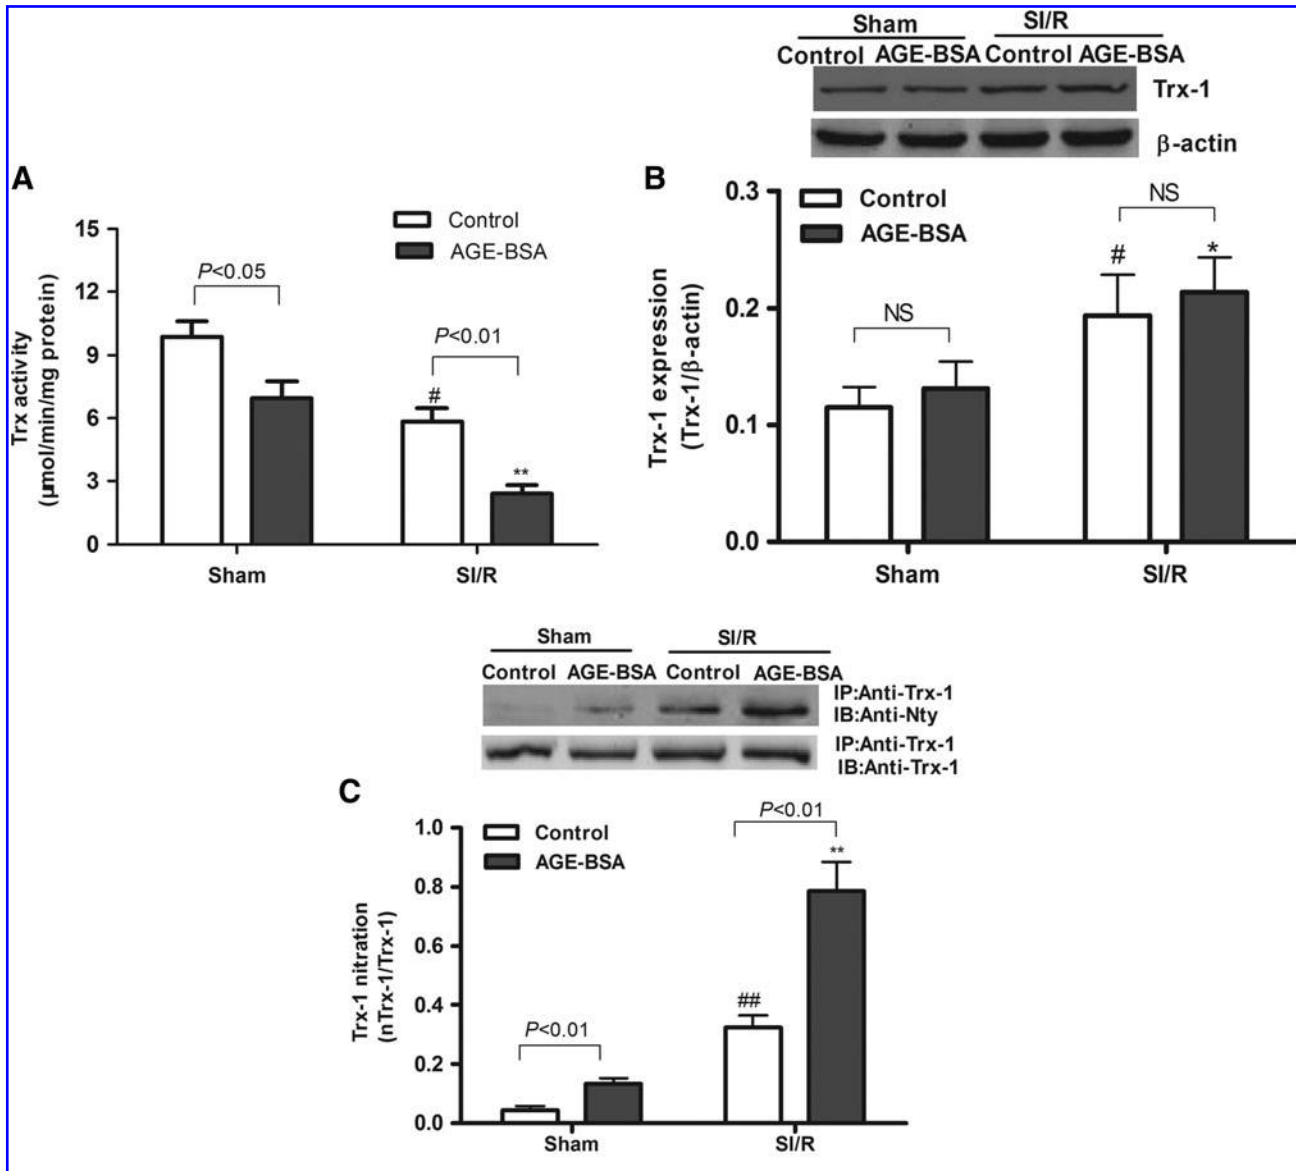 Sham SI/R
Control AGE-BSA Control AGE-BSA
Trx-1
β-actin
A
Control
AGE-BSA
P<0.05
P<0.01
#
**
15
12
9
6
3
0
Trx activity
(μmol/min/mg protein)
Sham SI/R
B
Control
AGE-BSA
NS
NS
#
*
0.3
0.2
0.1
0.0
Trx-1 expression
(Trx-1/β-actin)
Sham SI/R
Sham SI/R
Control AGE-BSA Control AGE-BSA
IP:Anti-Trx-1
IB:Anti-Nty
IP:Anti-Trx-1
IB:Anti-Trx-1
C
Control
AGE-BSA
P<0.01
P<0.01
##
**
1.0
0.8
0.6
0.4
0.2
0.0
Trx-1 nitration
(nTrx-1/Trx-1)
Sham SI/R